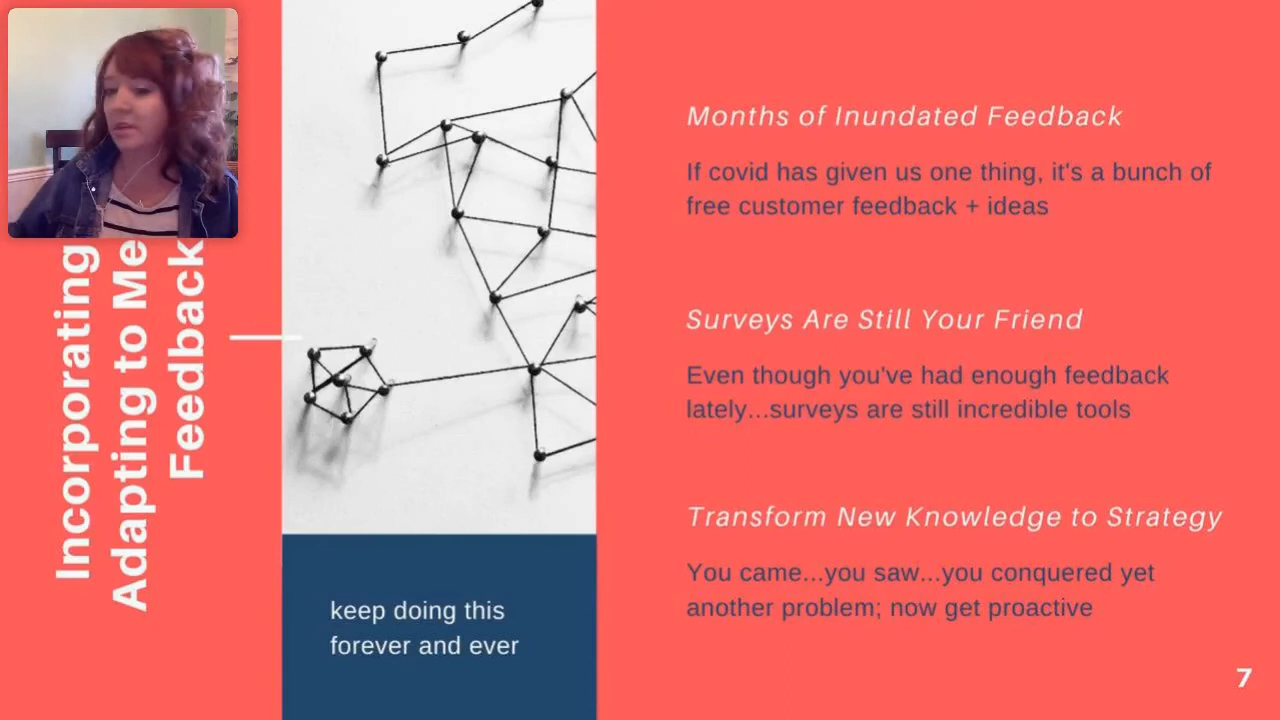 Incorporating
Adapting to Me
Feedback
keep doing this
forever and ever
Months of Inundated Feedback
If covid has given us one thing, it's a bunch of
free customer feedback + ideas
Surveys Are Still Your Friend
Even though you've had enough feedback
lately...surveys are still incredible tools
Transform New Knowledge to Strategy
You came...you saw...you conquered yet
another problem; now get proactive
7